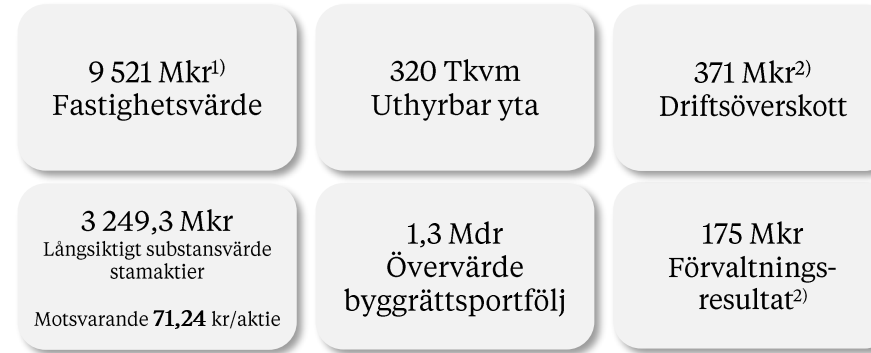 9 521 Mkr1)
Fastighetsvärde
320 Tkvm
Uthyrbar yta
371 Mkr2)
Driftsöverskott
3 249,3 Mkr
Långsiktigt substansvärde
stamaktier
Motsvarande 71,24 kr/aktie
1,3 Mdr
Övervärde
byggrättsportfölj
175 Mkr
Förvaltnings-
resultat2)